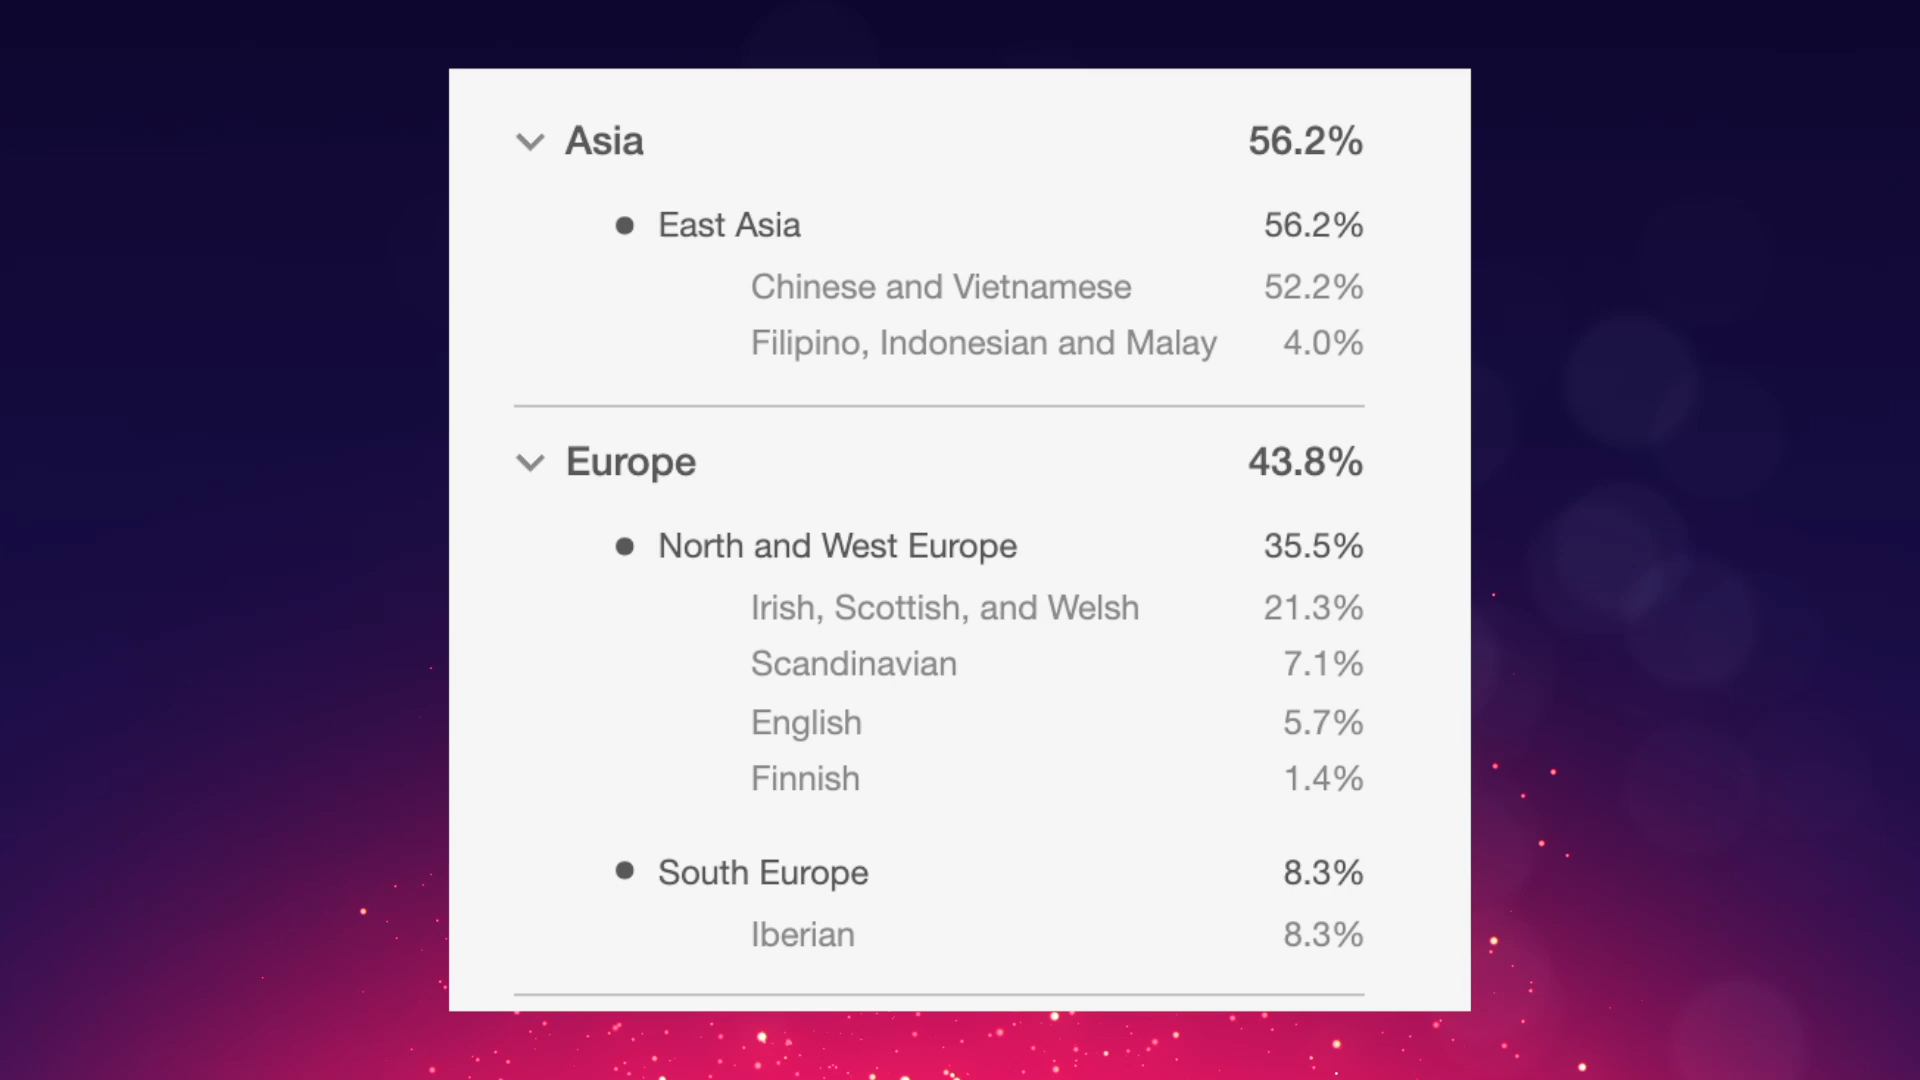 Asia 56.2%
East Asia 56.2%
Chinese and Vietnamese 52.2%
Filipino, Indonesian and Malay 4.0%
Europe 43.8%
North and West Europe 35.5%
Irish, Scottish, and Welsh 21.3%
Scandinavian 7.1%
English 5.7%
Finnish 1.4%
South Europe 8.3%
Iberian 8.3%